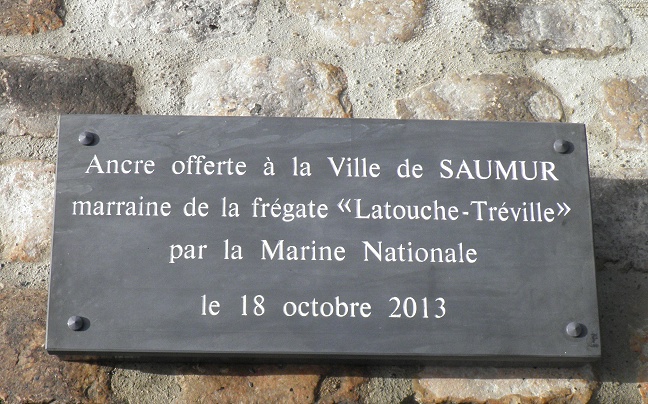 Ancre offerte à la Ville de SAUMUR
marraine de la frégate «Latouche-Tréville»
par la Marine Nationale
le 18 octobre 2013